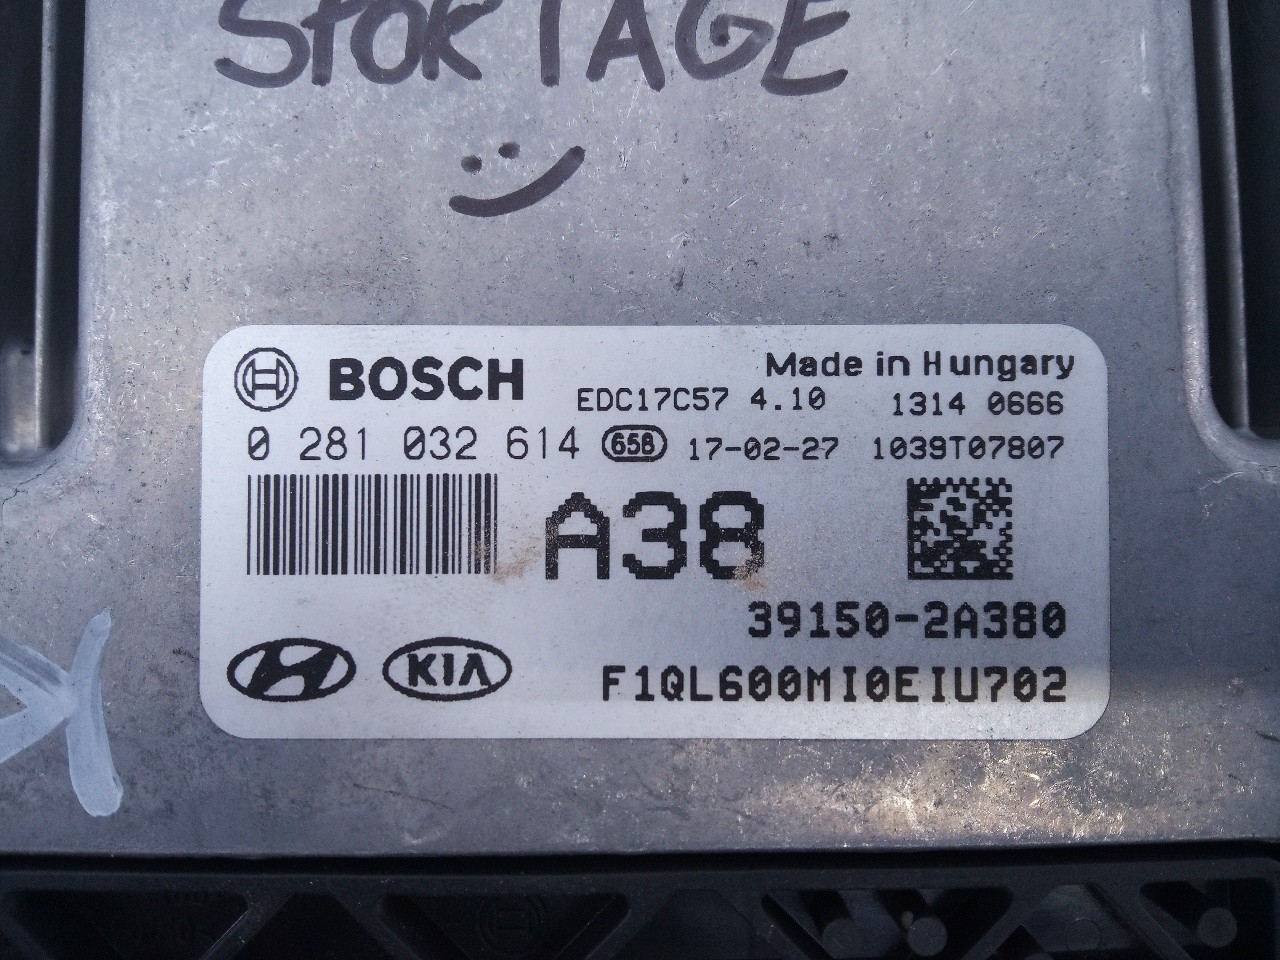 SPORTAGE
BOSCH
Made in Hungary
EDC17C57 4.10 1314 0666
0 281 032 614 658 17-02-27 1039T07807
A38
39150-2A380
KIA F1QL600MI0EIU702